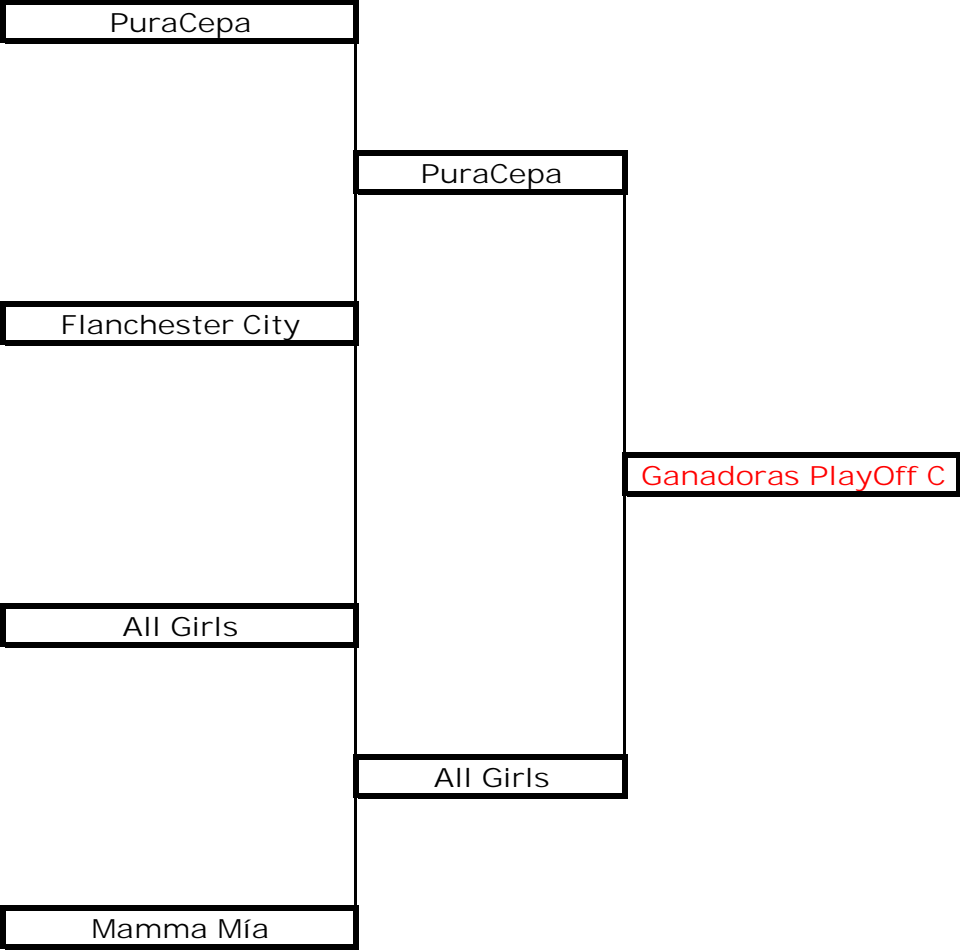 PuraCepa
PuraCepa
Flanchester City
Ganadoras PlayOff C
All Girls
All Girls
Mamma Mía